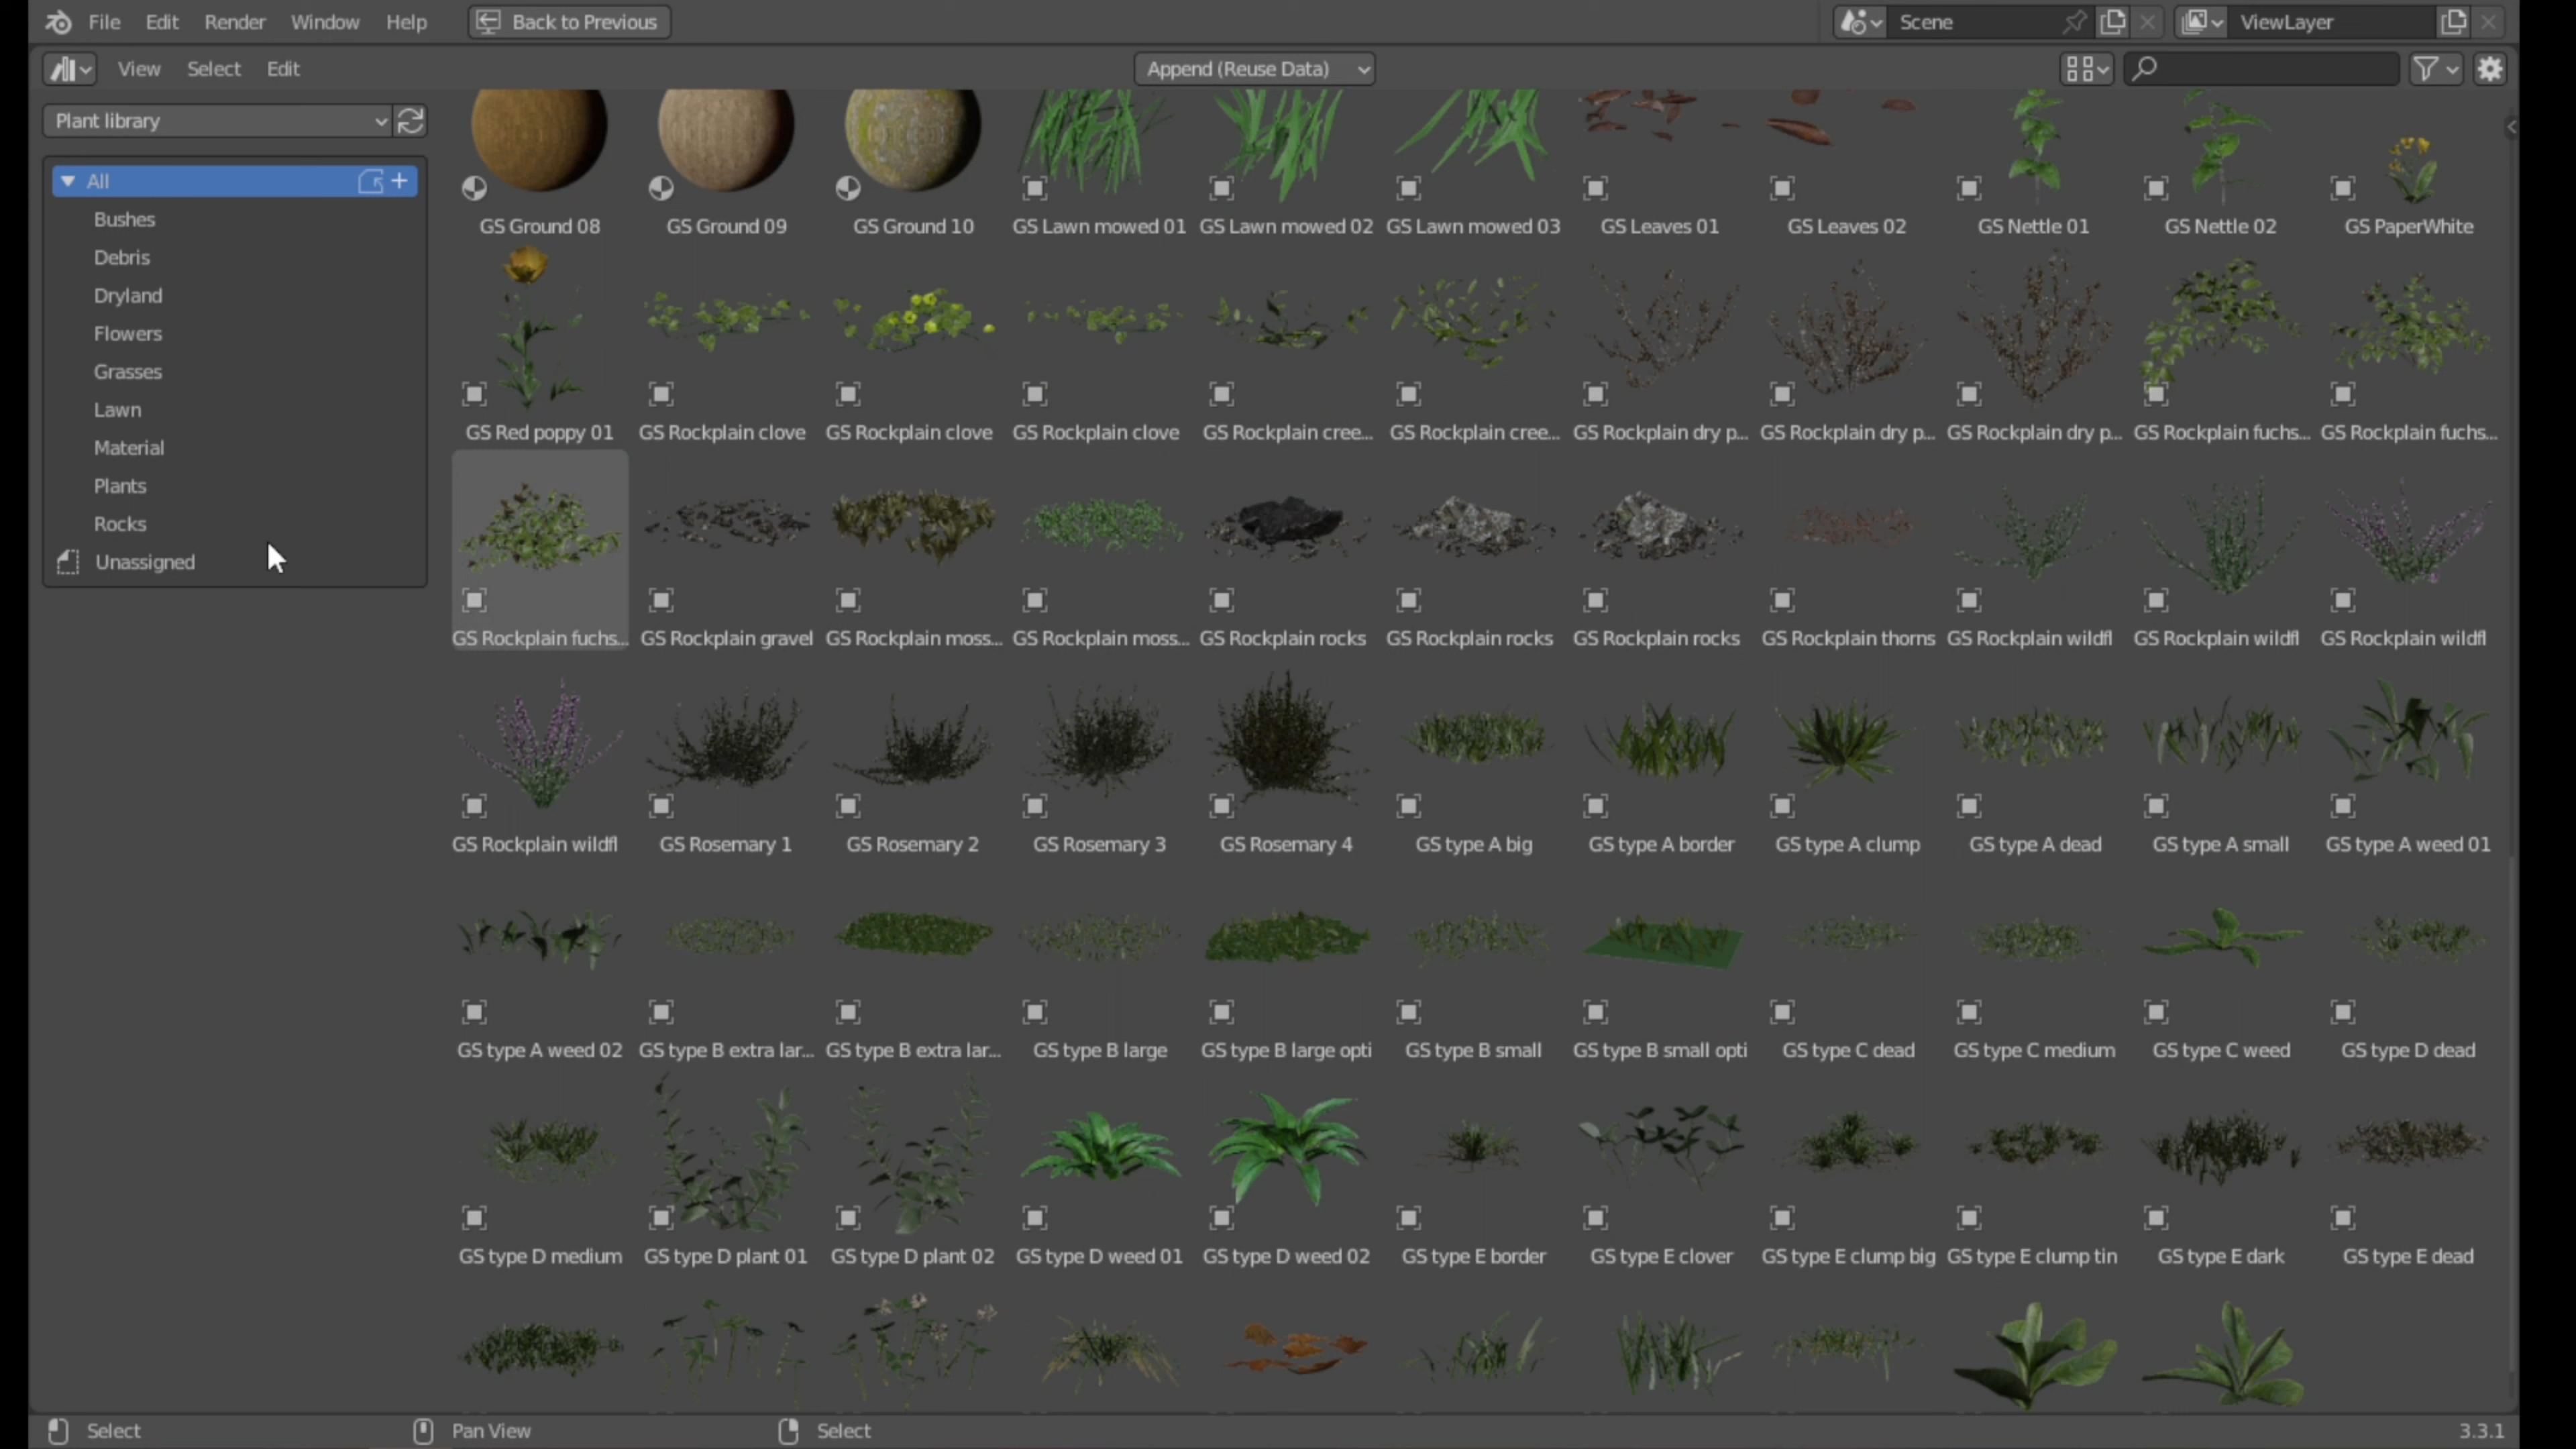 File Edit Render Window Help Back to Previous Scene ViewLayer
View Select Edit Append (Reuse Data)
Plant library
All
Bushes
Debris
Dryland
Flowers
Grasses
Lawn
Material
Plants
Rocks
Unassigned
GS Ground 08 GS Ground 09 GS Ground 10 GS Lawn mowed 01 GS Lawn mowed 02 GS Lawn mowed 03 GS Leaves 01 GS Leaves 02 GS Nettle 01 GS Nettle 02 GS PaperWhite
GS Red poppy 01 GS Rockplain clove GS Rockplain clove GS Rockplain clove GS Rockplain cree... GS Rockplain cree... GS Rockplain dry p... GS Rockplain dry p... GS Rockplain dry p... GS Rockplain fuchs... GS Rockplain fuchs...
GS Rockplain fuchs... GS Rockplain gravel GS Rockplain moss... GS Rockplain moss... GS Rockplain rocks GS Rockplain rocks GS Rockplain rocks GS Rockplain thorns GS Rockplain wildfl GS Rockplain wildfl GS Rockplain wildfl
GS Rockplain wildfl GS Rosemary 1 GS Rosemary 2 GS Rosemary 3 GS Rosemary 4 GS type A big GS type A border GS type A clump GS type A dead GS type A small GS type A weed 01
GS type A weed 02 GS type B extra lar... GS type B extra lar... GS type B large GS type B large opti GS type B small GS type B small opti GS type C dead GS type C medium GS type C weed GS type D dead
GS type D medium GS type D plant 01 GS type D plant 02 GS type D weed 01 GS type D weed 02 GS type E border GS type E clover GS type E clump big GS type E clump tin GS type E dark GS type E dead
Select Pan View Select 3.3.1